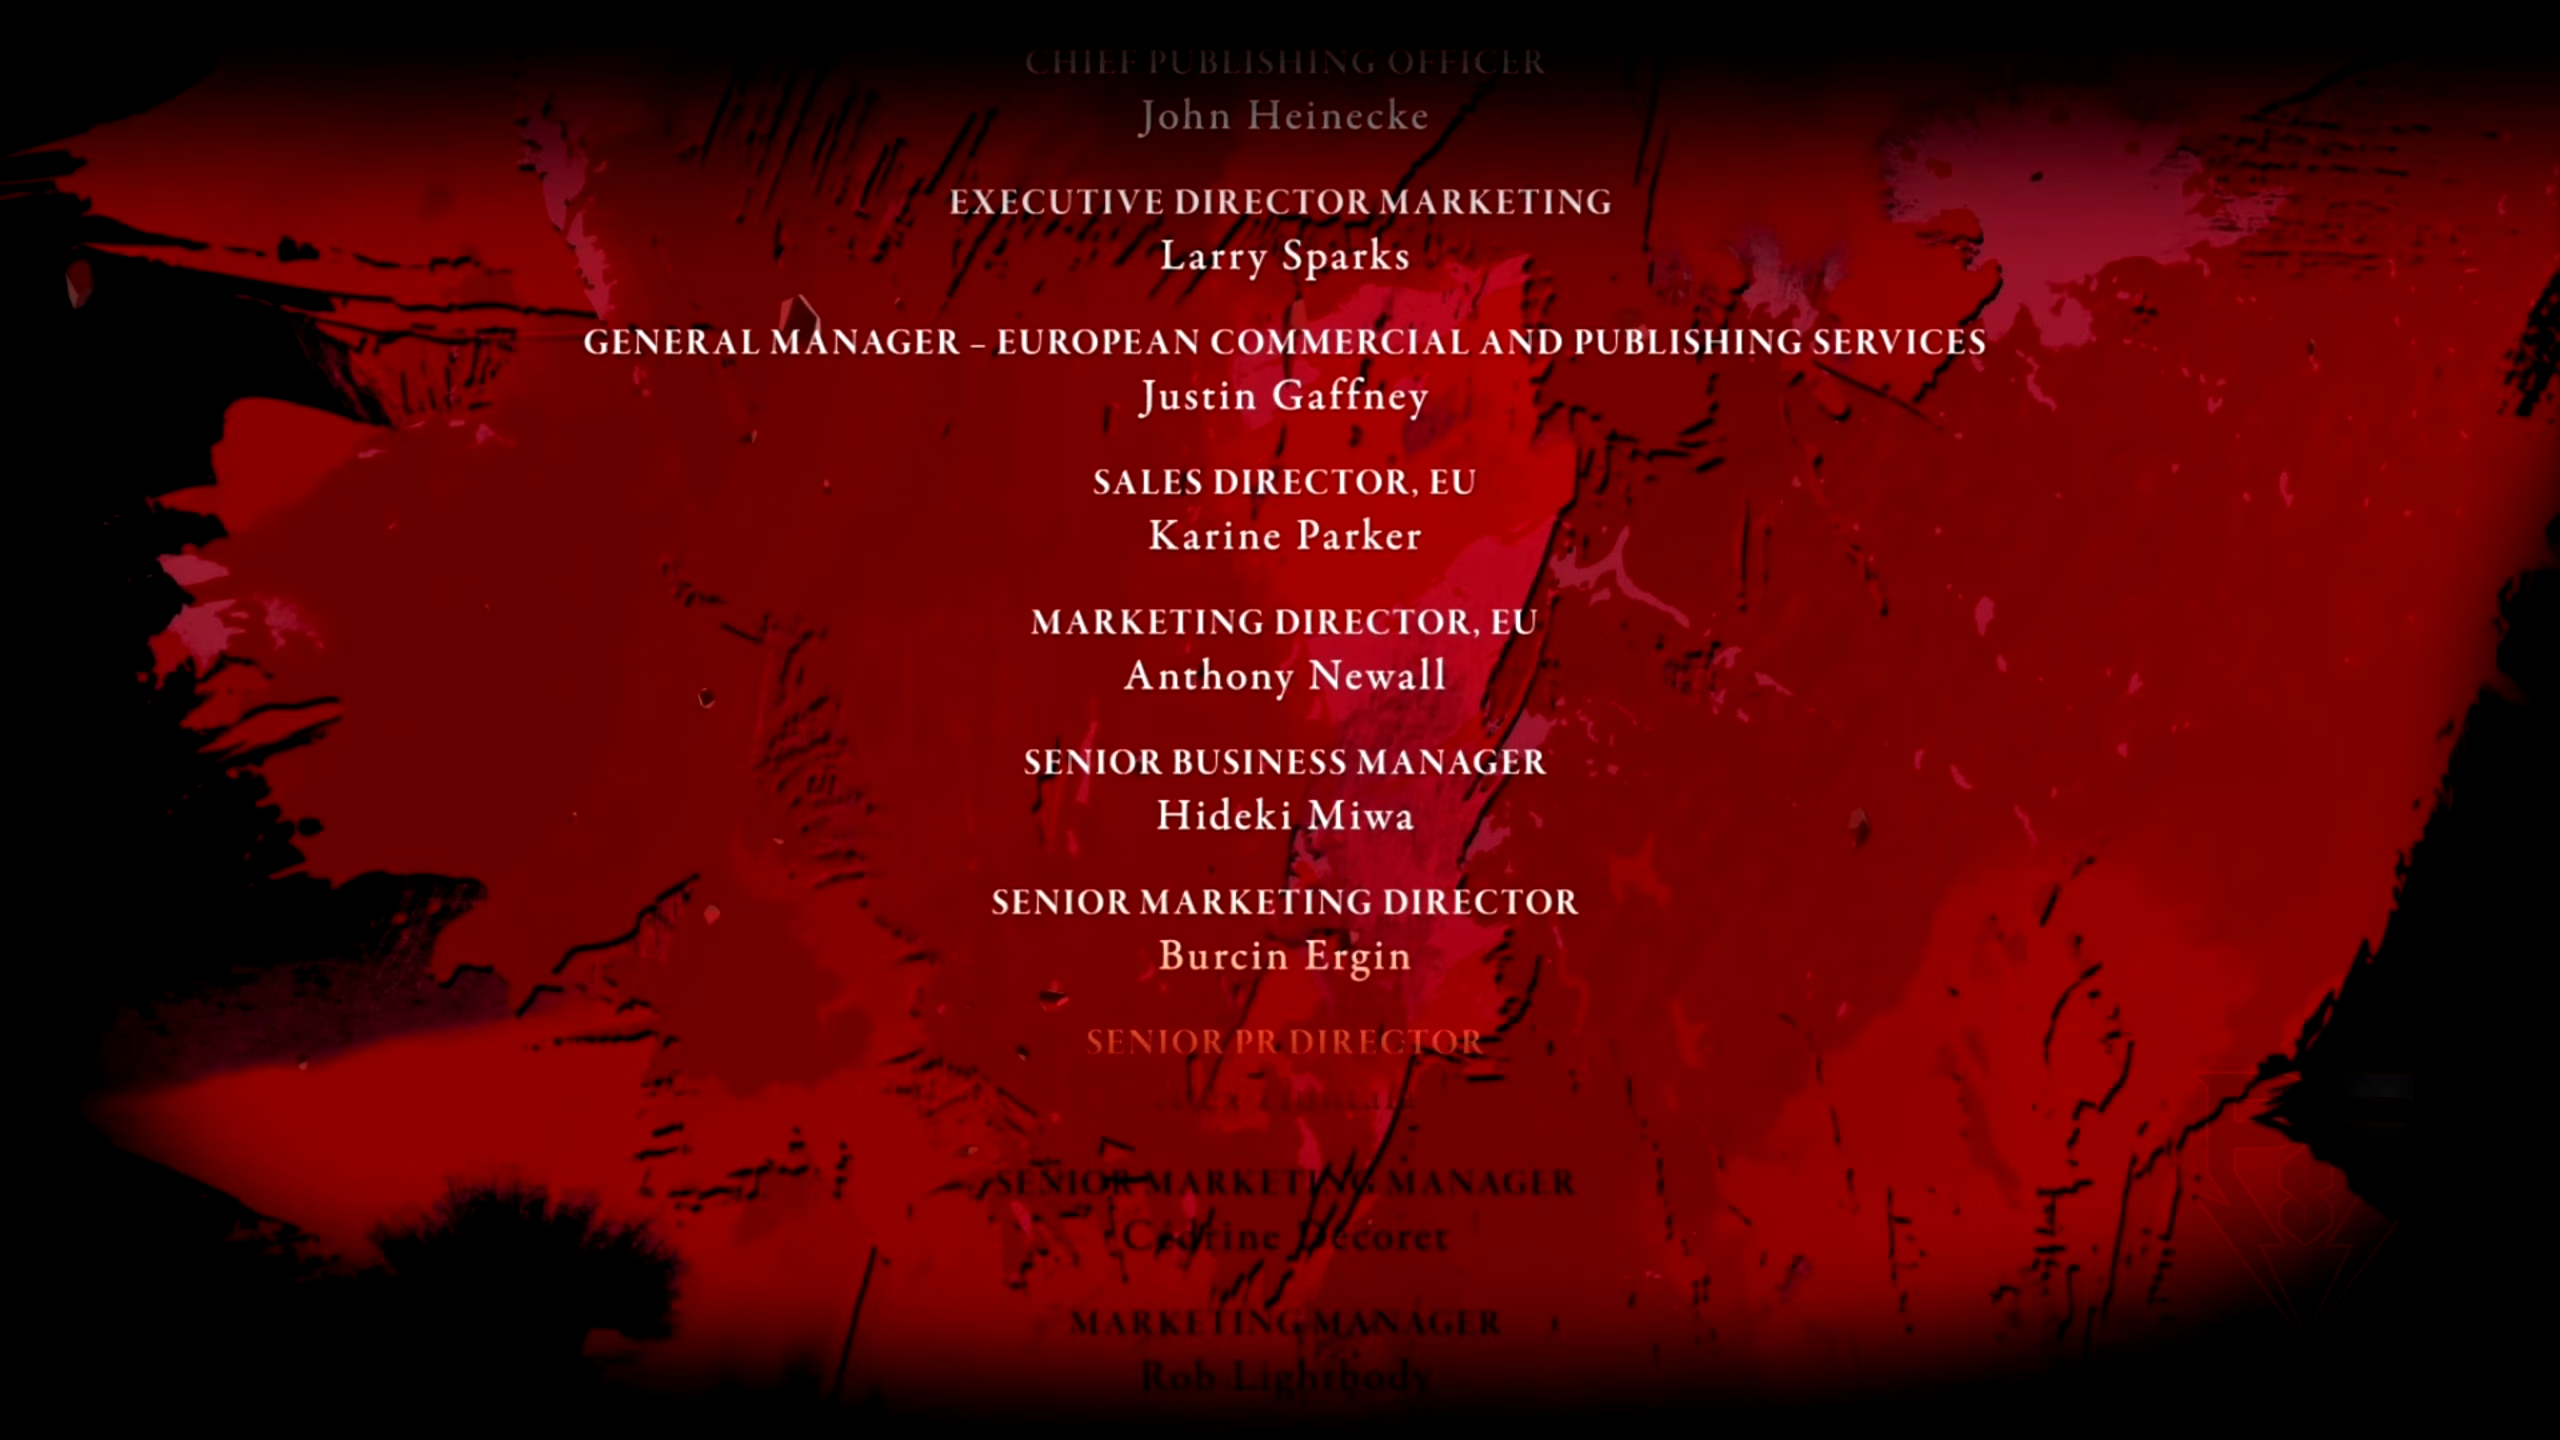 CHIEF PUBLISHING OFFICER
John Heinecke
EXECUTIVE DIRECTOR MARKETING
Larry Sparks
GENERAL MANAGER – EUROPEAN COMMERCIAL AND PUBLISHING SERVICES
Justin Gaffney
SALES DIRECTOR, EU
Karine Parker
MARKETING DIRECTOR, EU
Anthony Newall
SENIOR BUSINESS MANAGER
Hideki Miwa
SENIOR MARKETING DIRECTOR
Burcin Ergin
SENIOR PR DIRECTOR
SENIOR MARKETING MANAGER
Cédrine Decoret
MARKETING MANAGER
Rob Lightbody